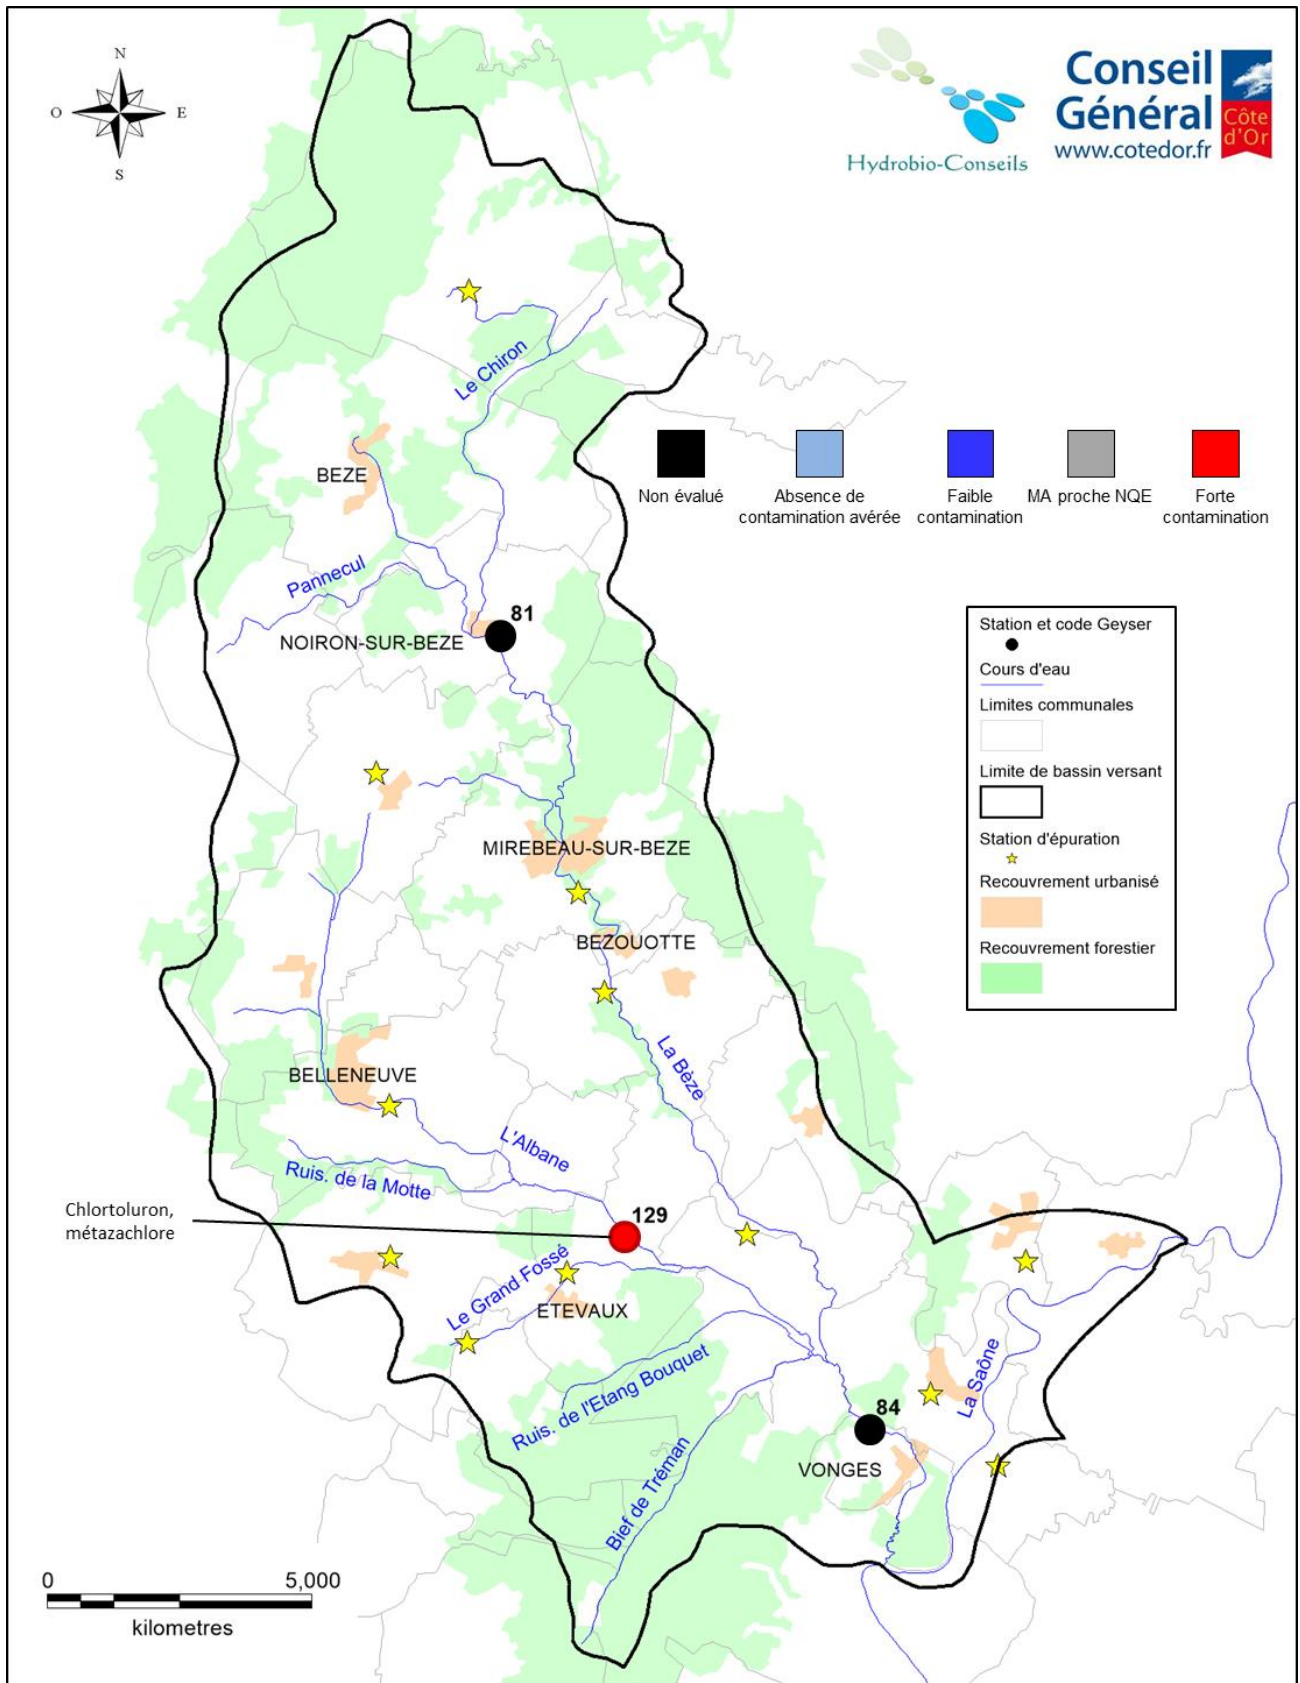 N
O
E
S
Hydrobio-Conseils
Conseil
Général
www.cotedor.fr
Côte
d'Or
Le Chiron
Non évalué
Absence de
contamination avérée
Faible
contamination
MA proche NQE
Forte
contamination
BEZE
Pannecul
81
NOIRON-SUR-BEZE
Station et code Geyser
Cours d'eau
Limites communales
Limite de bassin versant
Station d'épuration
Recouvrement urbanisé
Recouvrement forestier
MIREBEAU-SUR-BEZE
BEZOUOTTE
La Bèze
BELLENEUVE
L'Albane
Ruis. de la Motte
Chlortoluron,
métazachlore
129
Le Grand Fossé
ETEVAUX
Ruis. de l'Etang Bouquet
La Saône
84
VONGES
Bief de Tréman
0
5,000
kilometres